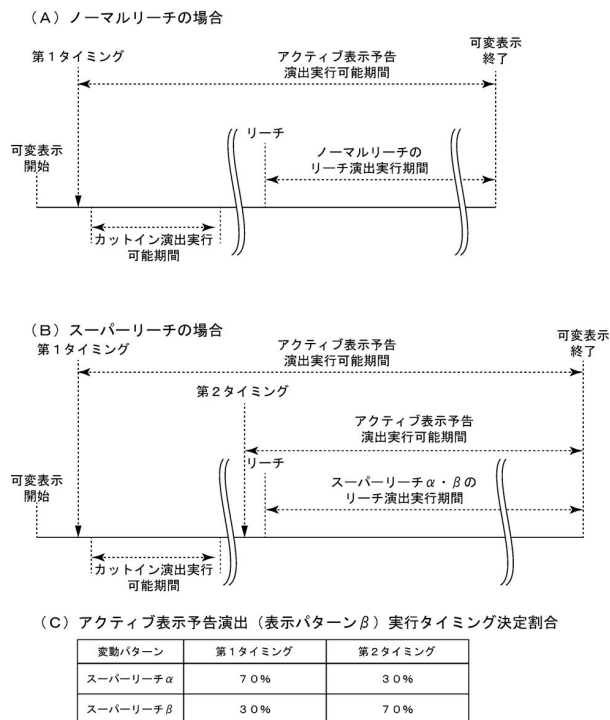 （Ａ）ノーマルリーチの場合
第１タイミング
アクティブ表示予告
演出実行可能期間
可変表示
終了
可変表示
開始
リーチ
ノーマルリーチの
リーチ演出実行期間
カットイン演出実行
可能期間
（Ｂ）スーパーリーチの場合
第１タイミング
アクティブ表示予告
演出実行可能期間
可変表示
終了
第２タイミング
アクティブ表示予告
演出実行可能期間
可変表示
開始
リーチ
スーパーリーチα・βの
リーチ演出実行期間
カットイン演出実行
可能期間
（Ｃ）アクティブ表示予告演出（表示パターンβ）実行タイミング決定割合
変動パターン 第１タイミング 第２タイミング
スーパーリーチα ７０％ ３０％
スーパーリーチβ ３０％ ７０％